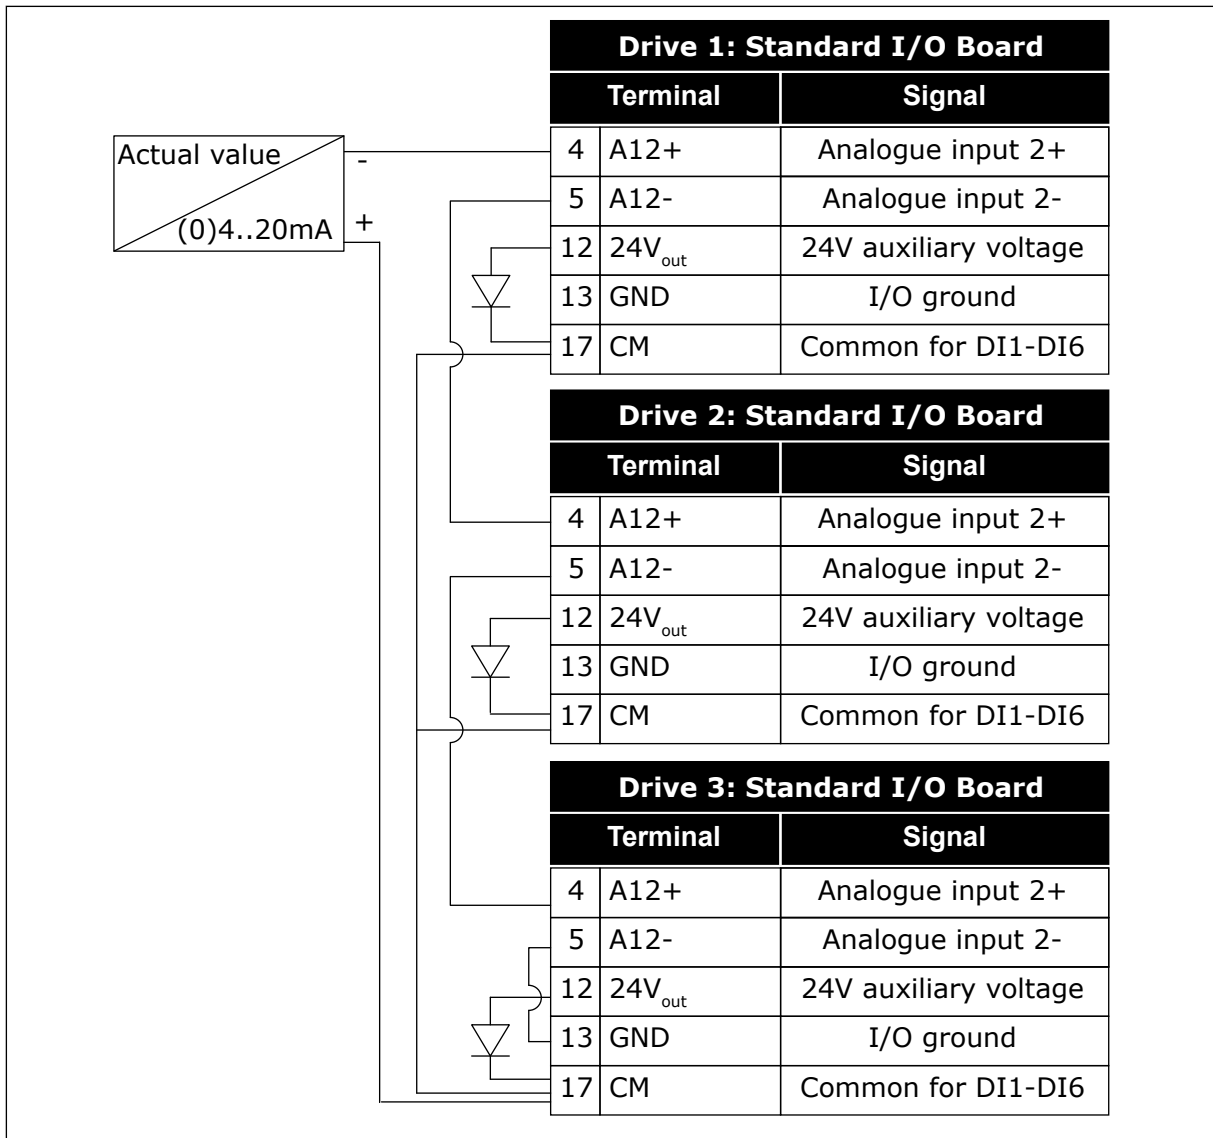 Drive 1: Standard I/O Board
Terminal Signal
Actual value
-
(0)4..20mA
+
4 A12+ Analogue input 2+
5 A12- Analogue input 2-
12 24Vout 24V auxiliary voltage
13 GND I/O ground
17 CM Common for DI1-DI6
Drive 2: Standard I/O Board
Terminal Signal
4 A12+ Analogue input 2+
5 A12- Analogue input 2-
12 24Vout 24V auxiliary voltage
13 GND I/O ground
17 CM Common for DI1-DI6
Drive 3: Standard I/O Board
Terminal Signal
4 A12+ Analogue input 2+
5 A12- Analogue input 2-
12 24Vout 24V auxiliary voltage
13 GND I/O ground
17 CM Common for DI1-DI6